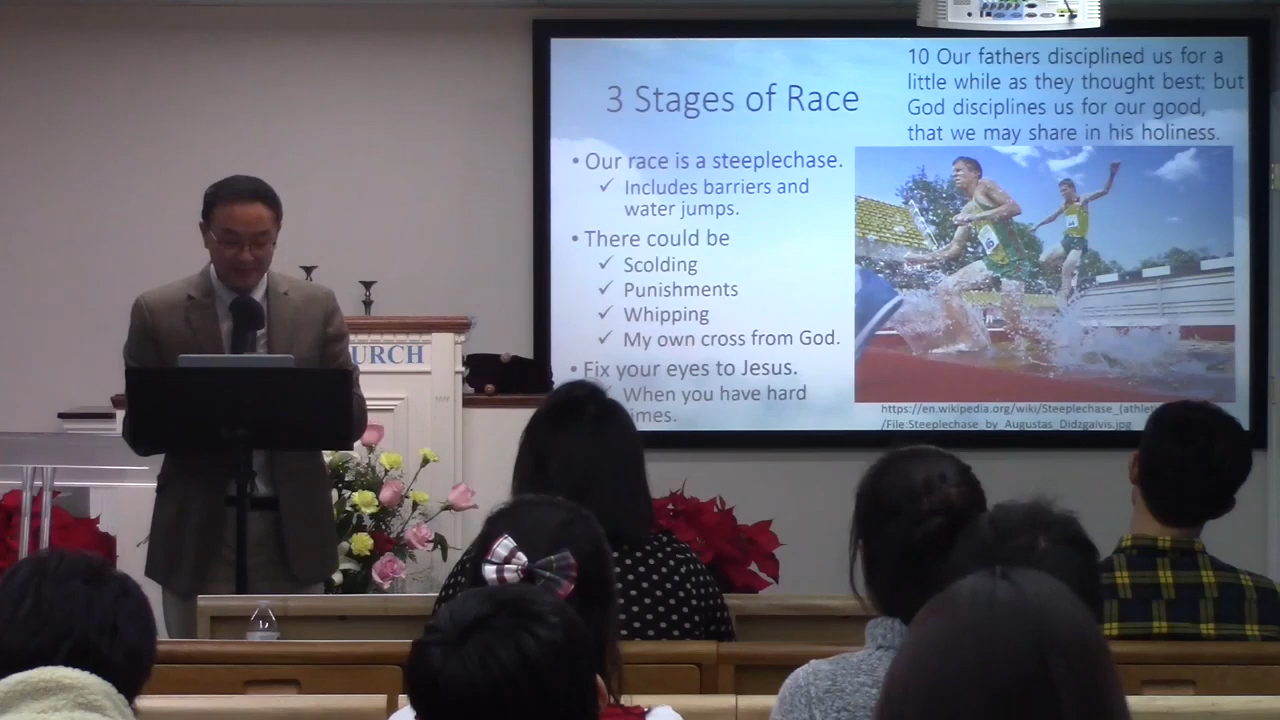 10 Our fathers disciplined us for a
little while as they thought best; but
God disciplines us for our good,
that we may share in his holiness.
3 Stages of Race
• Our race is a steeplechase.
✓ Includes barriers and
water jumps.
• There could be
✓ Scolding
✓ Punishments
✓ Whipping
✓ My own cross from God.
• Fix your eyes to Jesus.
When you have hard
imes.
https://en.wikipedia.org/wiki/Steeplechase_(athleti
/File:Steeplechase_by_Augustas_Didzgalvis.jpg
URCH